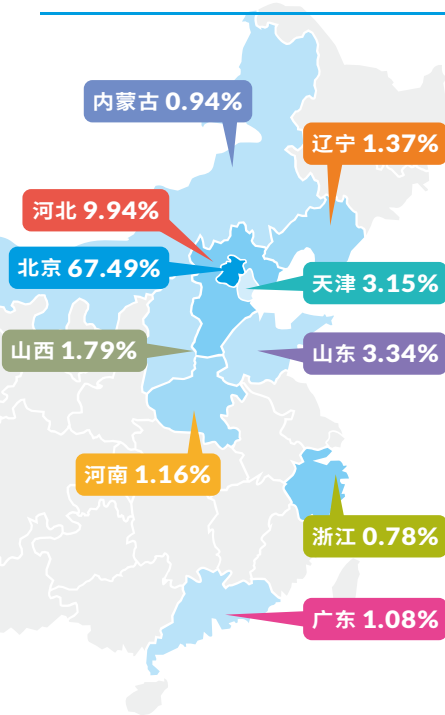 内蒙古 0.94%
辽宁 1.37%
河北 9.94%
北京 67.49%
天津 3.15%
山西 1.79%
山东 3.34%
河南 1.16%
浙江 0.78%
广东 1.08%